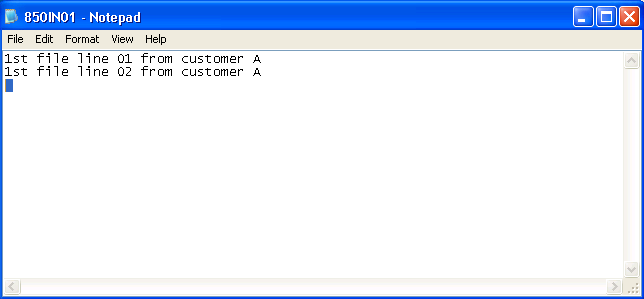 850IN01 - Notepad
File Edit Format View Help
1st file line 01 from customer A
1st file line 02 from customer A